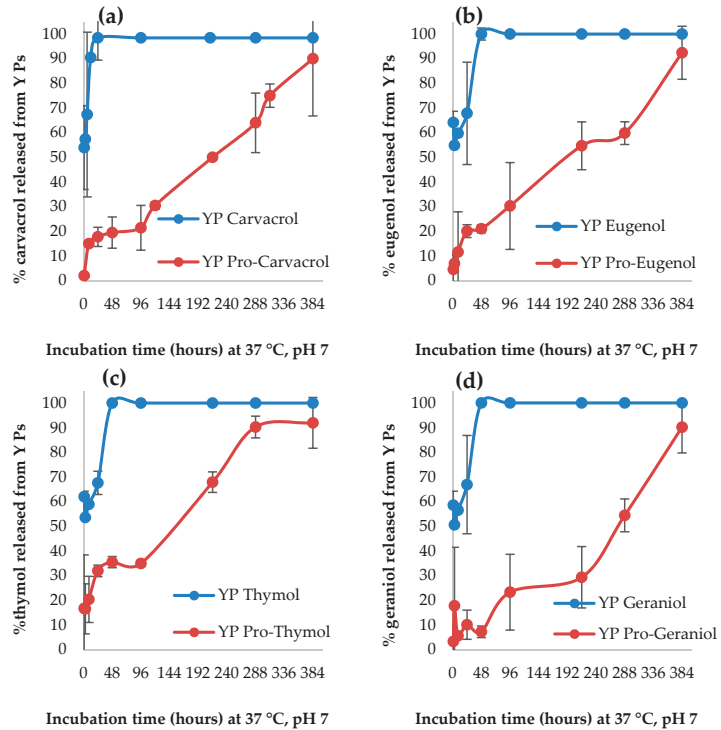 (a)
% carvacrol released from Y Ps
100
90
80
70
60
50
40
30
20
10
0
YP Carvacrol
YP Pro-Carvacrol
0 48 96 144 192 240 288 336 384
Incubation time (hours) at 37 °C, pH 7
(b)
% eugenol released from Y Ps
100
90
80
70
60
50
40
30
20
10
0
YP Eugenol
YP Pro-Eugenol
0 48 96 144 192 240 288 336 384
Incubation time (hours) at 37 °C, pH 7
(c)
%thymol released from Y Ps
100
90
80
70
60
50
40
30
20
10
0
YP Thymol
YP Pro-Thymol
0 48 96 144 192 240 288 336 384
Incubation time (hours) at 37 °C, pH 7
(d)
% geraniol released from Y Ps
100
90
80
70
60
50
40
30
20
10
0
YP Geraniol
YP Pro-Geraniol
0 48 96 144 192 240 288 336 384
Incubation time (hours) at 37 °C, pH 7